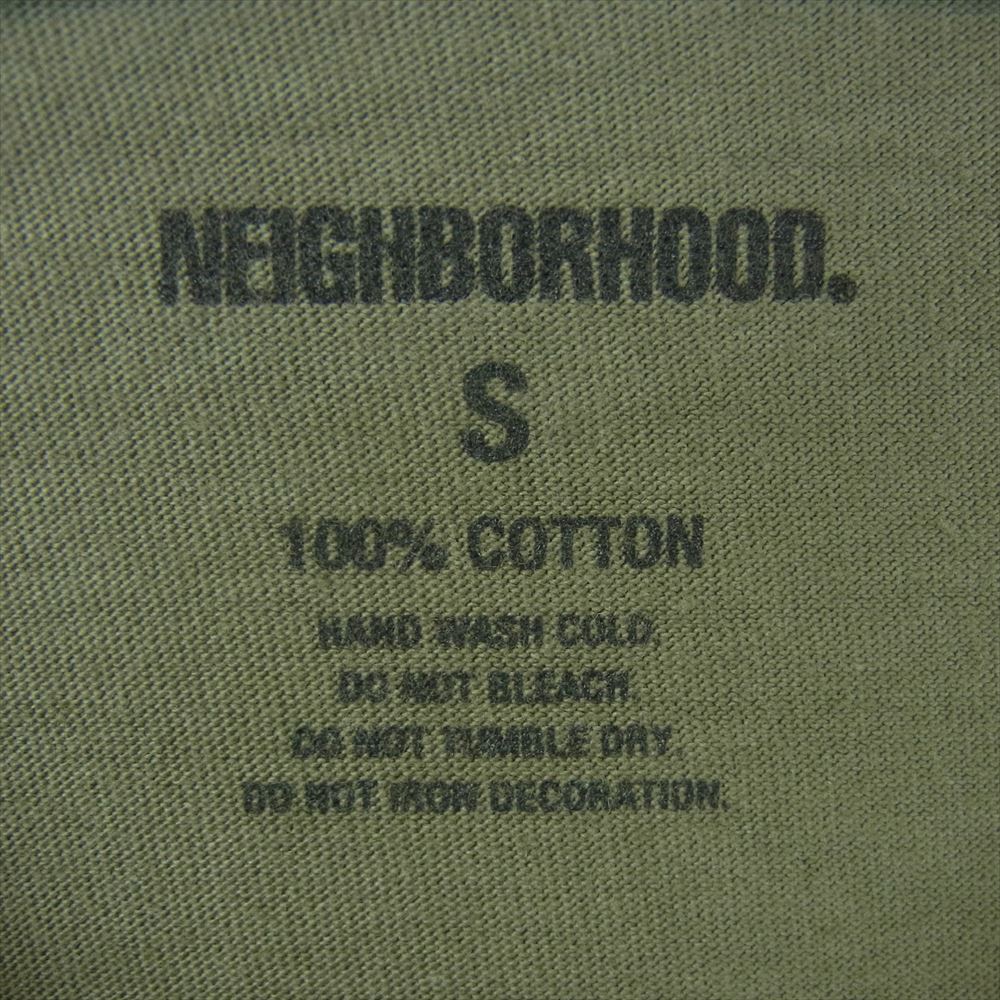 NEIGHBORHOOD.
S
100% COTTON
HAND WASH COLD.
DO NOT BLEACH.
DO NOT TUMBLE DRY.
DO NOT IRON DECORATION.